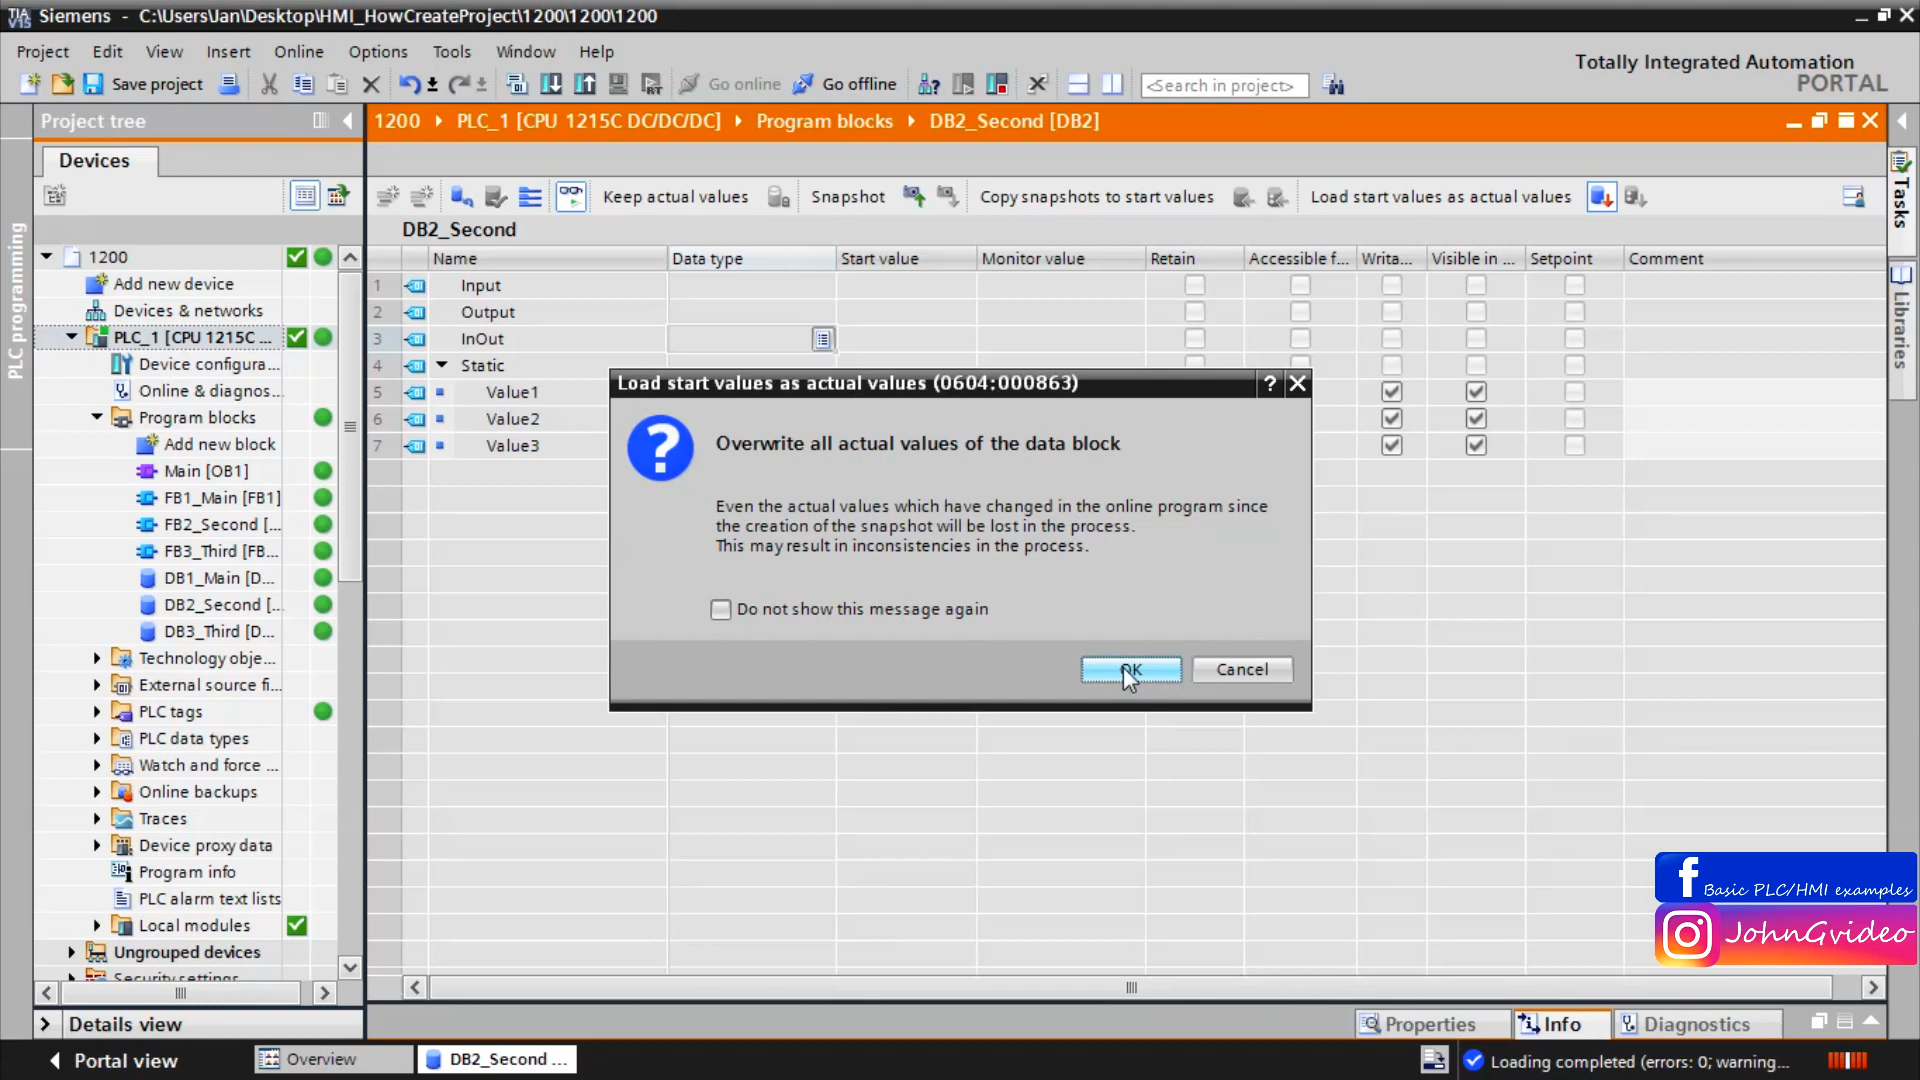 Siemens - C:\Users\Jan\Desktop\HMI_HowCreateProject\1200\1200\1200
Project Edit View Insert Online Options Tools Window Help
Totally Integrated Automation
PORTAL
Save project Go online Go offline <Search in project>
Project tree
1200 PLC_1 [CPU 1215C DC/DC/DC] Program blocks DB2_Second [DB2]
Devices
Keep actual values Snapshot Copy snapshots to start values Load start values as actual values
DB2_Second
Name Data type Start value Monitor value Retain Accessible f... Writa... Visible in ... Setpoint Comment
1 Input
2 Output
3 InOut
4 Static
5 Value1
6 Value2
7 Value3
1200
Add new device
Devices & networks
PLC_1 [CPU 1215C ...
Device configura...
Online & diagnos...
Program blocks
Add new block
Main [OB1]
FB1_Main [FB1]
FB2_Second [...
FB3_Third [FB...
DB1_Main [D...
DB2_Second [...
DB3_Third [D...
Technology obje...
External source fi...
PLC tags
PLC data types
Watch and force ...
Online backups
Traces
Device proxy data
Program info
PLC alarm text lists
Local modules
Ungrouped devices
Security settings
Details view
Load start values as actual values (0604:000863)
Overwrite all actual values of the data block
Even the actual values which have changed in the online program since
the creation of the snapshot will be lost in the process.
This may result in inconsistencies in the process.
Do not show this message again
OK Cancel
PLC programming
Tasks
Libraries
Basic PLC/HMI examples
JohnGvideo
Properties Info Diagnostics
Portal view Overview DB2_Second ... Loading completed (errors: 0; warning...